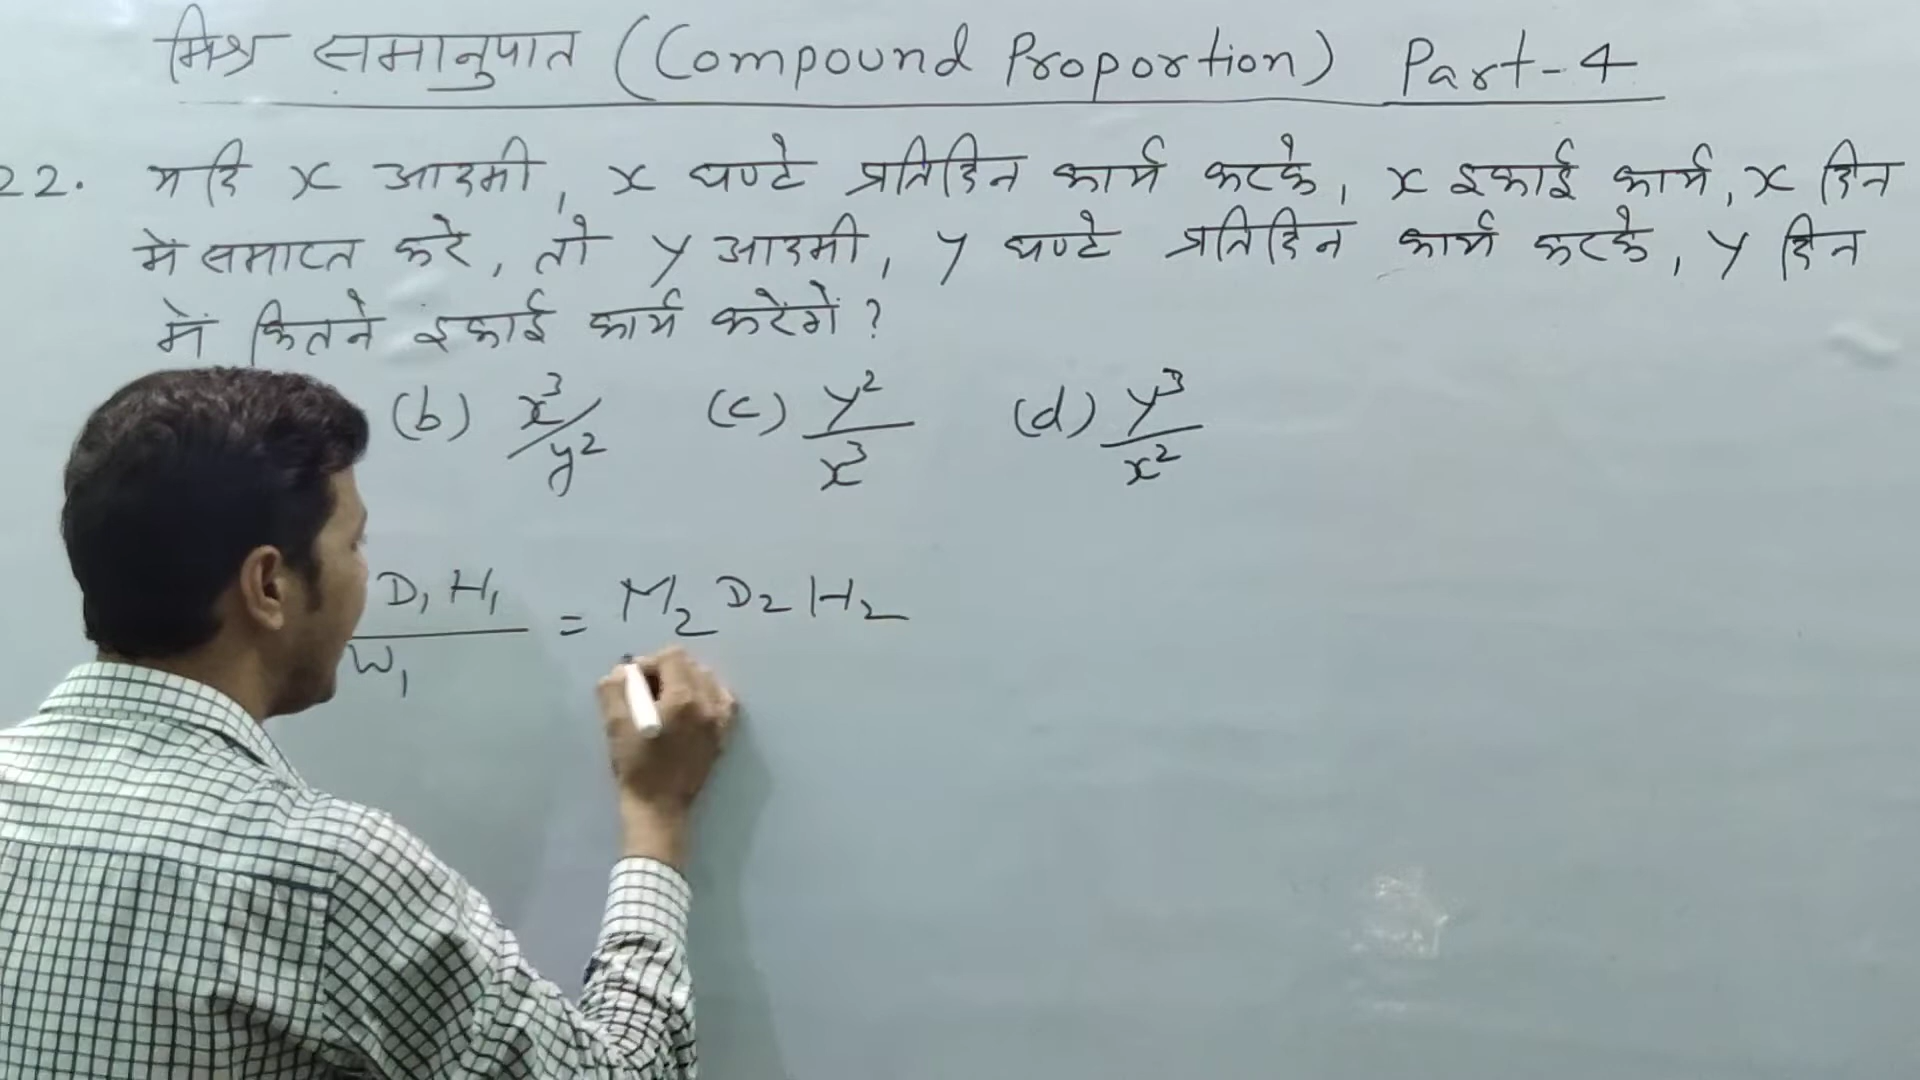 मिश्र समानुपात (Compound Proportion) Part-4
22. यदि x आदमी, x घण्टे प्रतिदिन कार्य करके, x इकाई कार्य, x दिन
में समाप्त करे, तो y आदमी, y घण्टे प्रतिदिन कार्य करके, y दिन
में कितने इकाई कार्य करेंगे?
(b) x³/y² (c) y²/x³ (d) y³/x²
D₁ H₁ / W₁ = M₂ D₂ H₂